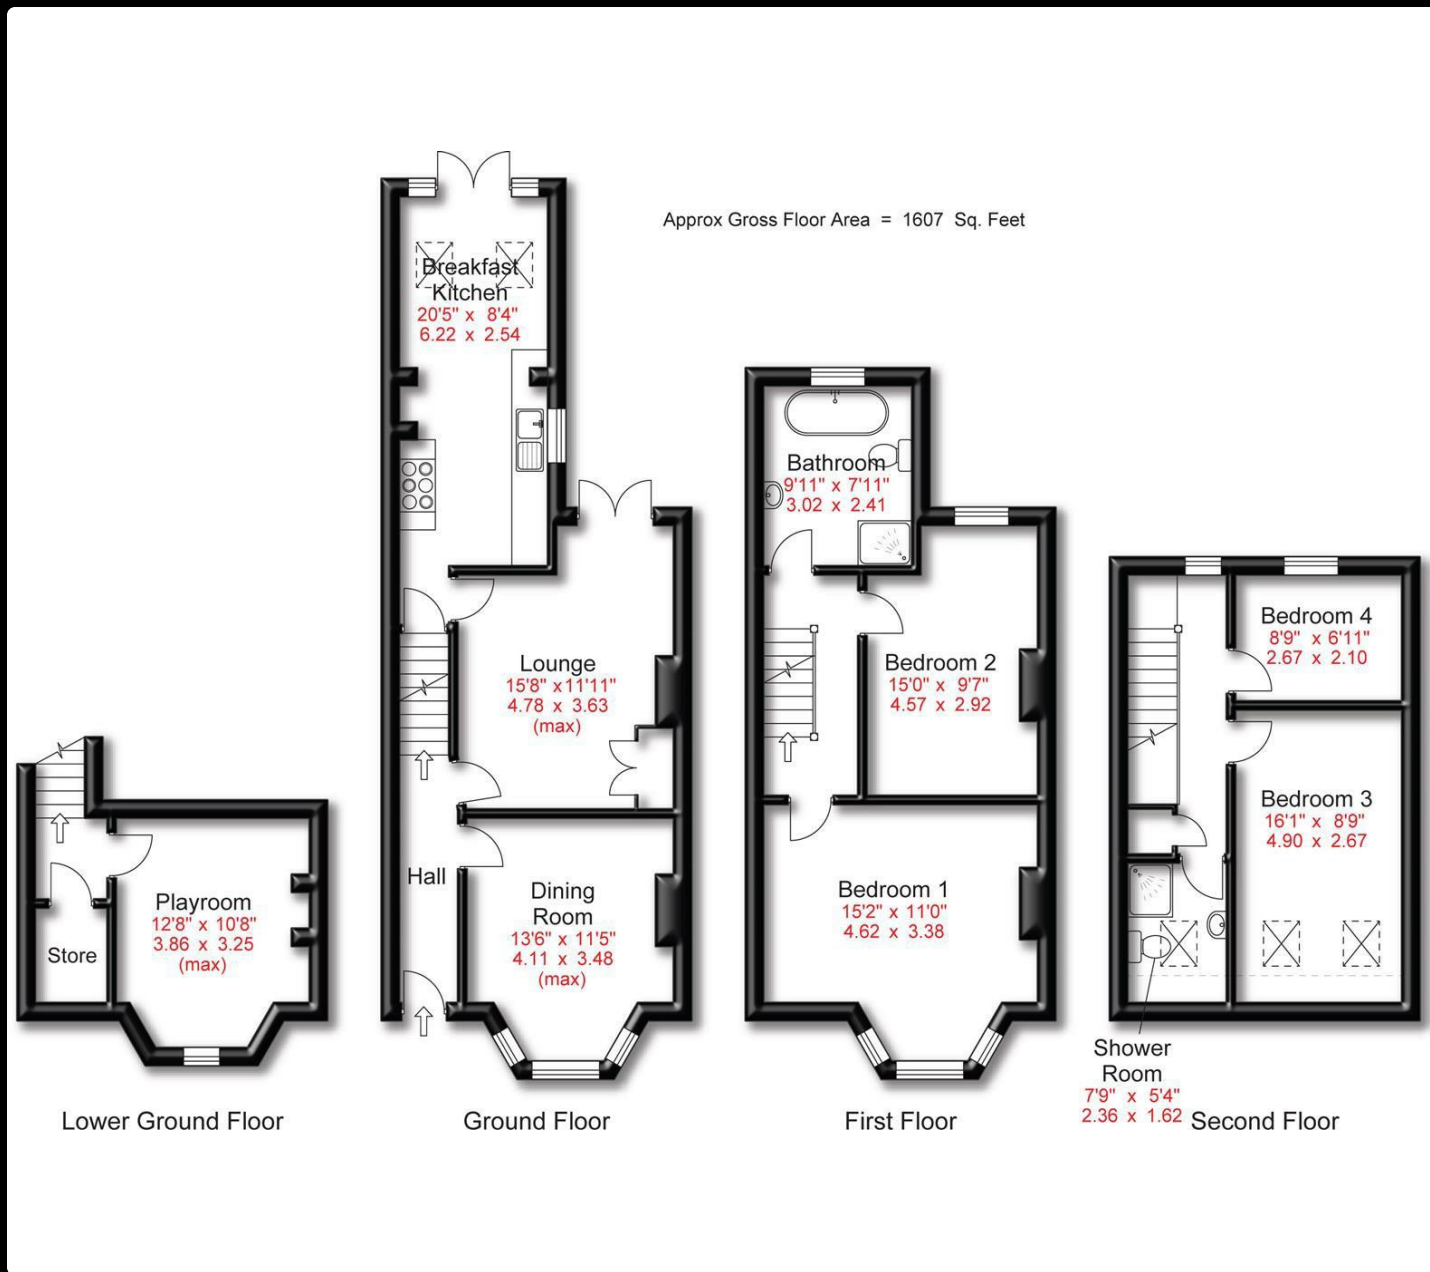 Approx Gross Floor Area = 1607 Sq. Feet
Breakfast
Kitchen
20'5" x 8'4"
6.22 x 2.54
Lounge
15'8" x 11'11"
4.78 x 3.63
(max)
Hall
Dining
Room
13'6" x 11'5"
4.11 x 3.48
(max)
Playroom
12'8" x 10'8"
3.86 x 3.25
(max)
Store
Bathroom
9'11" x 7'11"
3.02 x 2.41
Bedroom 2
15'0" x 9'7"
4.57 x 2.92
Bedroom 1
15'2" x 11'0"
4.62 x 3.38
Bedroom 4
8'9" x 6'11"
2.67 x 2.10
Bedroom 3
16'1" x 8'9"
4.90 x 2.67
Shower
Room
7'9" x 5'4"
2.36 x 1.62
Lower Ground Floor
Ground Floor
First Floor
Second Floor